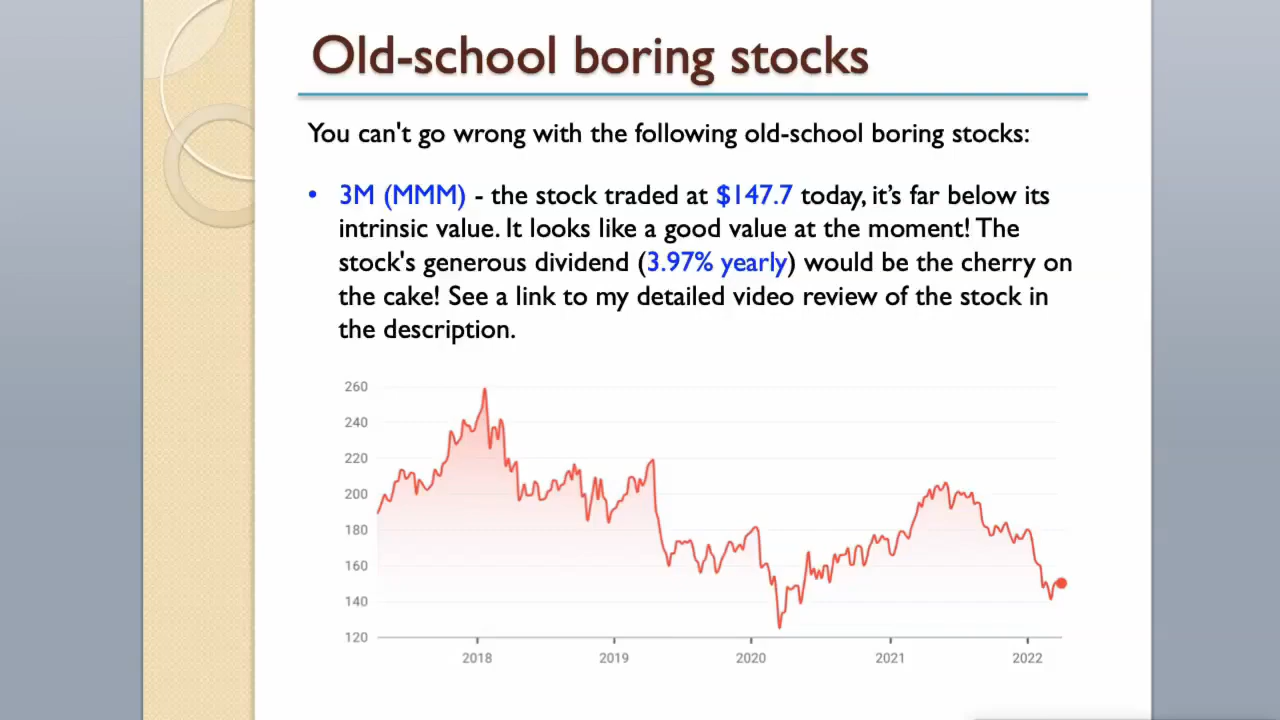 Old-school boring stocks
You can't go wrong with the following old-school boring stocks:
• 3M (MMM) - the stock traded at $147.7 today, it’s far below its
intrinsic value. It looks like a good value at the moment! The
stock's generous dividend (3.97% yearly) would be the cherry on
the cake! See a link to my detailed video review of the stock in
the description.
260
240
220
200
180
160
140
120
2018 2019 2020 2021 2022